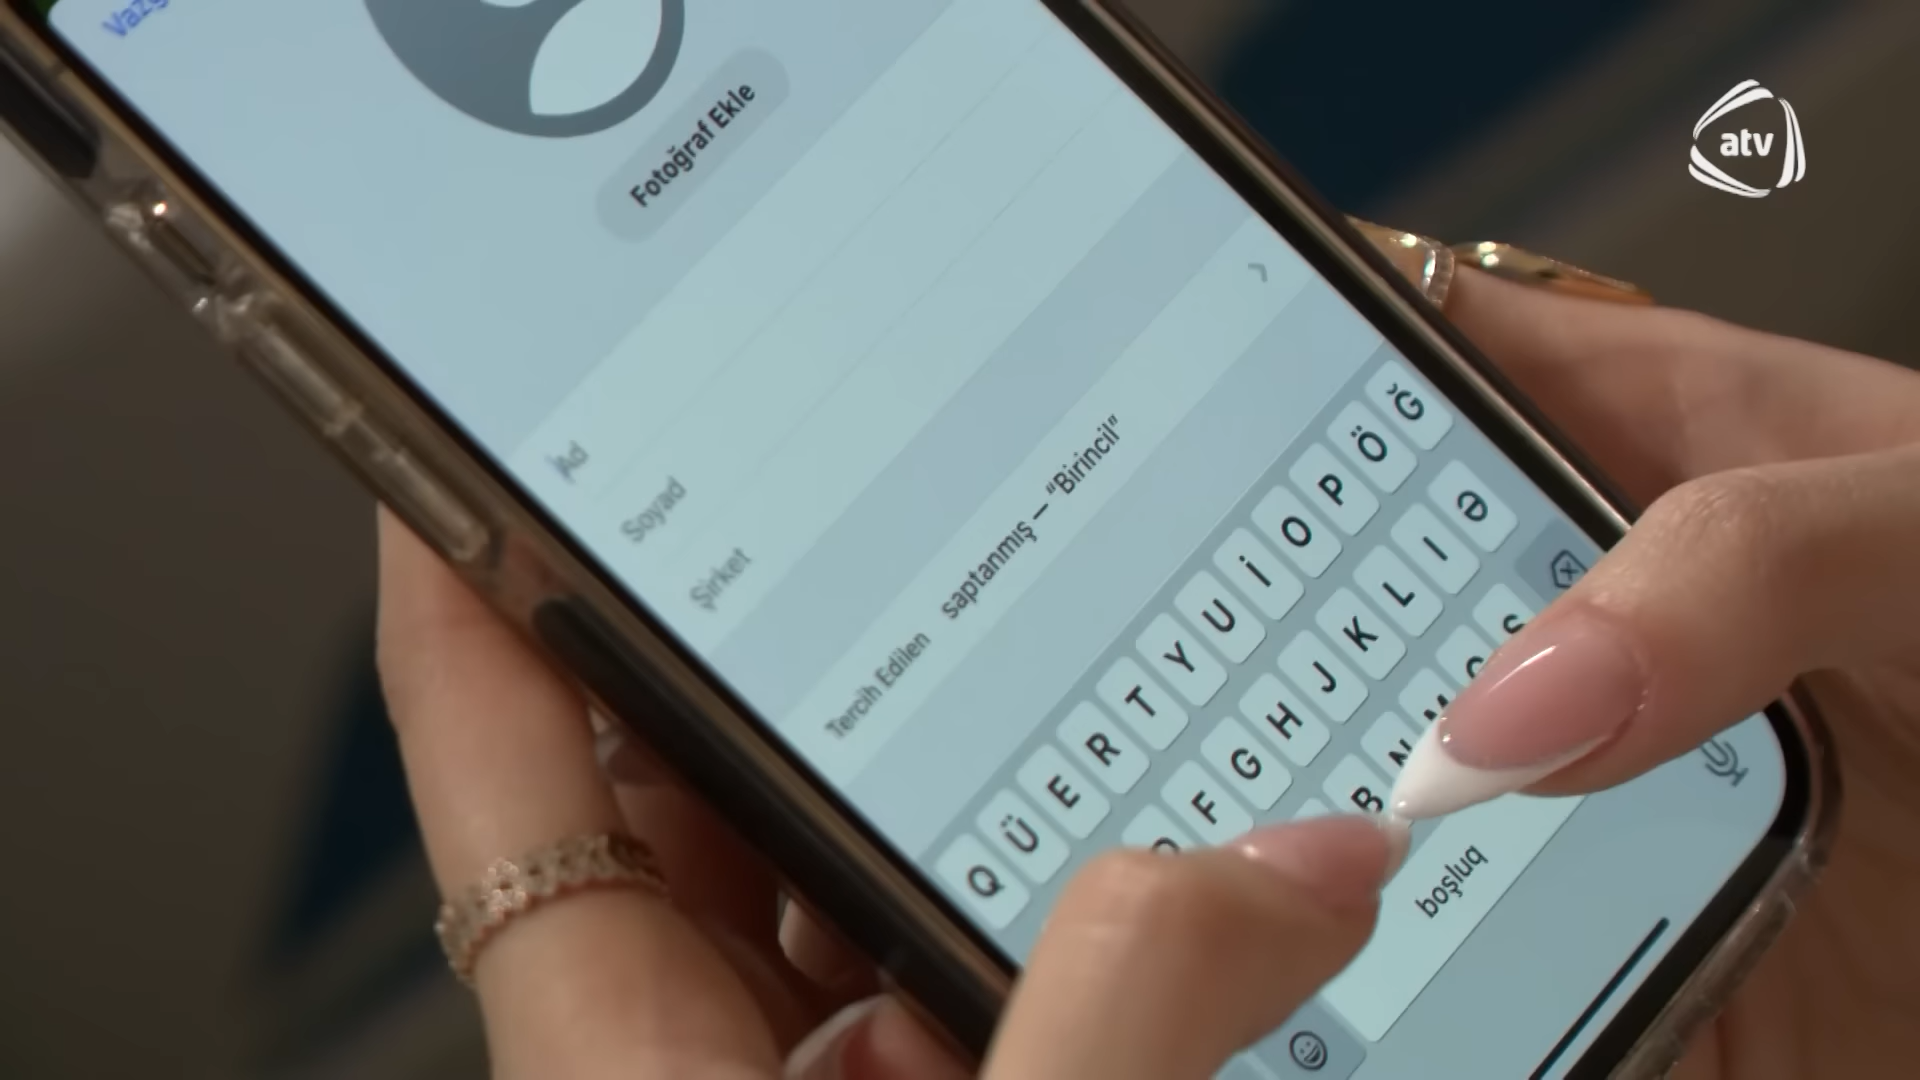 Fotoğraf Ekle
Ad
Soyad
Şirket
Tercih Edilen saptanmış — "Birincil"
Q Ü E R T Y U İ O P Ö Ğ
F G H J K L I Ə
B N
boşluq
atv